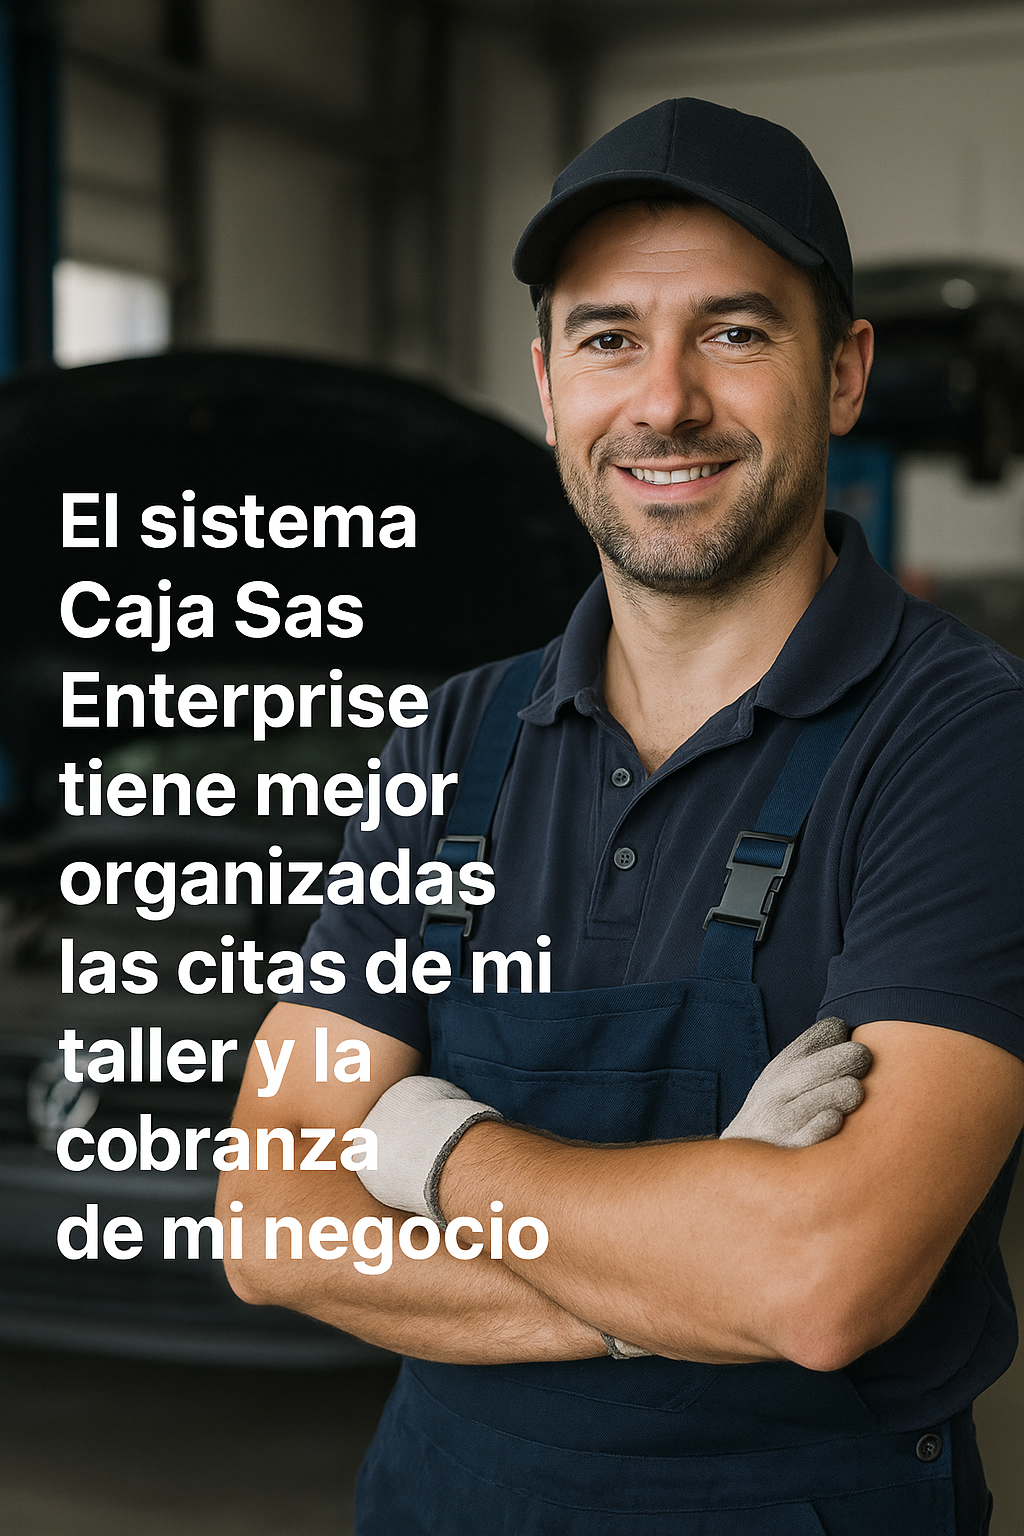 El sistema
Caja Sas
Enterprise
tiene mejor
organizadas
las citas de mi
taller y la
cobranza
de mi negocio